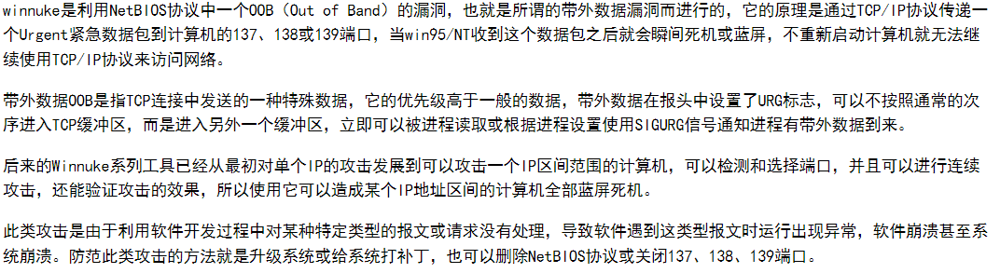 winnuke是利用NetBIOS协议中一个OOB（Out of Band）的漏洞，也就是所谓的带外数据漏洞而进行的，它的原理是通过TCP/IP协议传递一
个Urgent紧急数据包到计算机的137、138或139端口，当win95/NT收到这个数据包之后就会瞬间死机或蓝屏，不重新启动计算机就无法继
续使用TCP/IP协议来访问网络。
带外数据OOB是指TCP连接中发送的一种特殊数据，它的优先级高于一般的数据，带外数据在报头中设置了URG标志，可以不按照通常的次
序进入TCP缓冲区，而是进入另外一个缓冲区，立即可以被进程读取或根据进程设置使用SIGURG信号通知进程有带外数据到来。
后来的Winnuke系列工具已经从最初对单个IP的攻击发展到可以攻击一个IP区间范围的计算机，可以检测和选择端口，并且可以进行连续
攻击，还能验证攻击的效果，所以使用它可以造成某个IP地址区间的计算机全部蓝屏死机。
此类攻击是由于利用软件开发过程中对某种特定类型的报文或请求没有处理，导致软件遇到这类型报文时运行出现异常，软件崩溃甚至系
统崩溃。防范此类攻击的方法就是升级系统或给系统打补丁，也可以删除NetBIOS协议或关闭137、138、139端口。